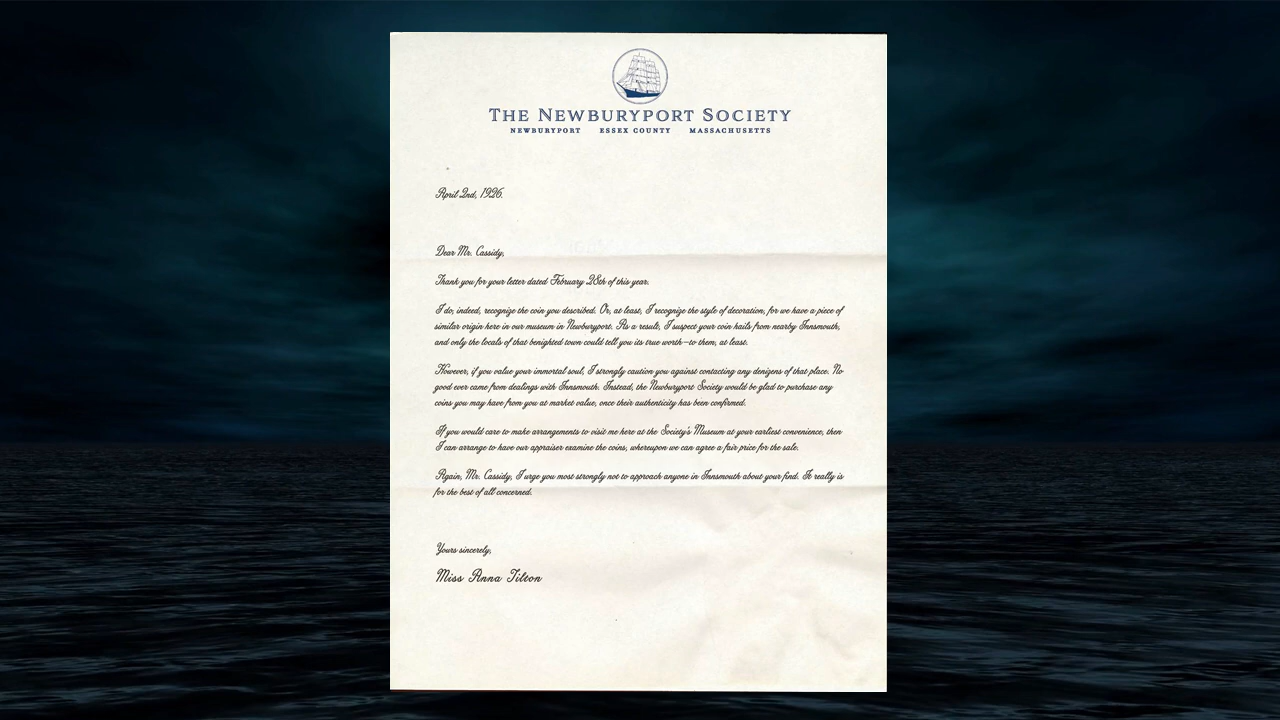 The Newburyport Society
NEWBURYPORT ESSEX COUNTY MASSACHUSETTS
April 2nd, 1926.
Dear Mr. Cassidy,
Thank you for your letter dated February 28th of this year.
I do, indeed, recognize the coin you described. Or, at least, I recognize the style of decoration, for we have a piece of
similar origin here in our museum in Newburyport. As a result, I suspect your coin hails from nearby Innsmouth,
and only the locals of that benighted town could tell you its true worth—to them, at least.
However, if you value your immortal soul, I strongly caution you against contacting any denizens of that place. No
good ever came from dealings with Innsmouth. Instead, the Newburyport Society would be glad to purchase any
coins you may have from you at market value, once their authenticity has been confirmed.
If you would care to make arrangements to visit me here at the Society's Museum at your earliest convenience, then
I can arrange to have our appraiser examine the coins, whereupon we can agree a fair price for the sale.
Again, Mr. Cassidy, I urge you most strongly not to approach anyone in Innsmouth about your find. It really is
for the best of all concerned.
Yours sincerely,
Miss Anna Tilton